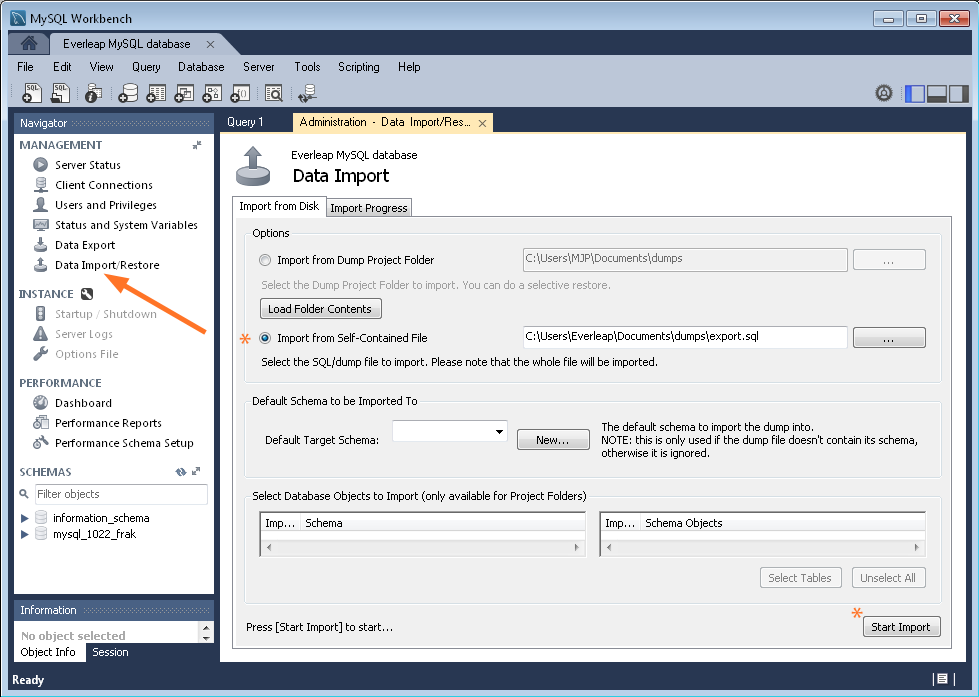 MySQL Workbench
Everleap MySQL database
File Edit View Query Database Server Tools Scripting Help
Navigator
MANAGEMENT
Server Status
Client Connections
Users and Privileges
Status and System Variables
Data Export
Data Import/Restore
INSTANCE
Startup / Shutdown
Server Logs
Options File
PERFORMANCE
Dashboard
Performance Reports
Performance Schema Setup
SCHEMAS
Filter objects
information_schema
mysql_1022_frak
Information
No object selected
Object Info Session
Query 1 Administration - Data Import/Res...
Everleap MySQL database
Data Import
Import from Disk Import Progress
Options
Import from Dump Project Folder C:\Users\MJP\Documents\dumps ...
Select the Dump Project Folder to import. You can do a selective restore.
Load Folder Contents
Import from Self-Contained File C:\Users\Everleap\Documents\dumps\export.sql ...
Select the SQL/dump file to import. Please note that the whole file will be imported.
Default Schema to be Imported To
Default Target Schema: New...
The default schema to import the dump into.
NOTE: this is only used if the dump file doesn't contain its schema,
otherwise it is ignored.
Select Database Objects to Import (only available for Project Folders)
Imp... Schema Imp... Schema Objects
Select Tables Unselect All
Press [Start Import] to start...
Start Import
Ready